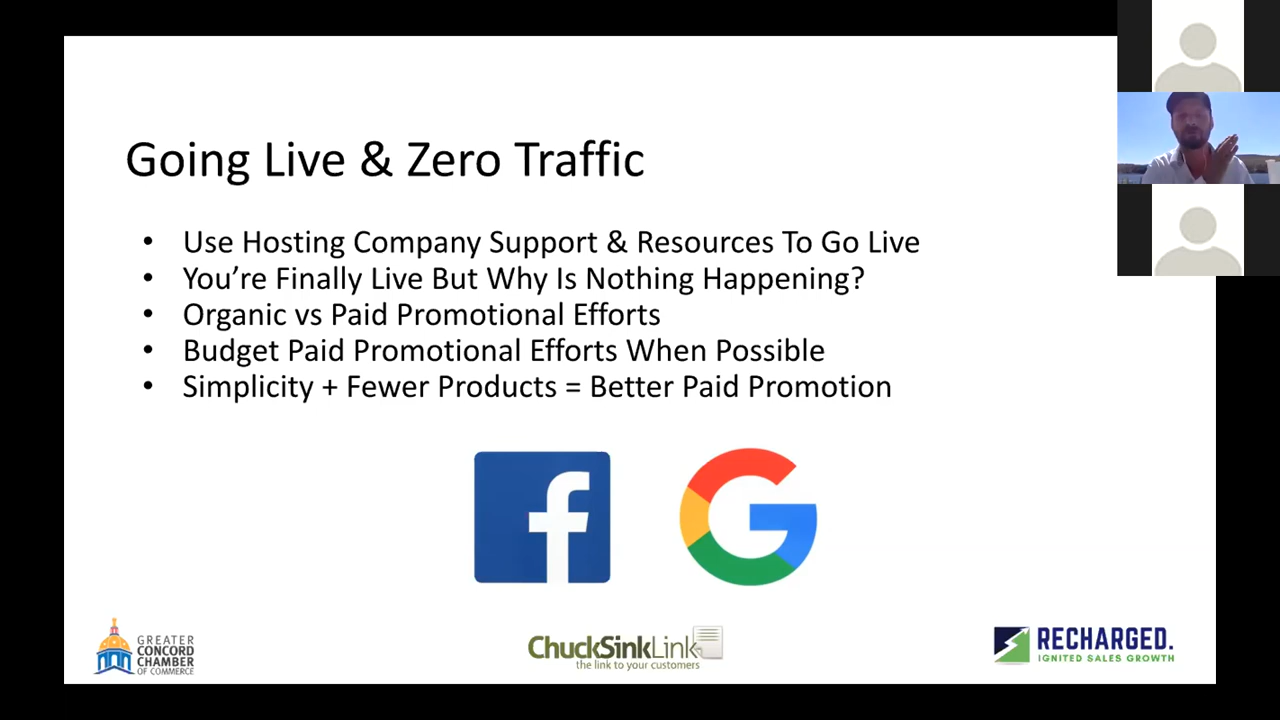 Going Live & Zero Traffic
• Use Hosting Company Support & Resources To Go Live
• You’re Finally Live But Why Is Nothing Happening?
• Organic vs Paid Promotional Efforts
• Budget Paid Promotional Efforts When Possible
• Simplicity + Fewer Products = Better Paid Promotion
GREATER
CONCORD
CHAMBER
OF COMMERCE
ChuckSinkLink
the link to your customers
RECHARGED.
IGNITED SALES GROWTH